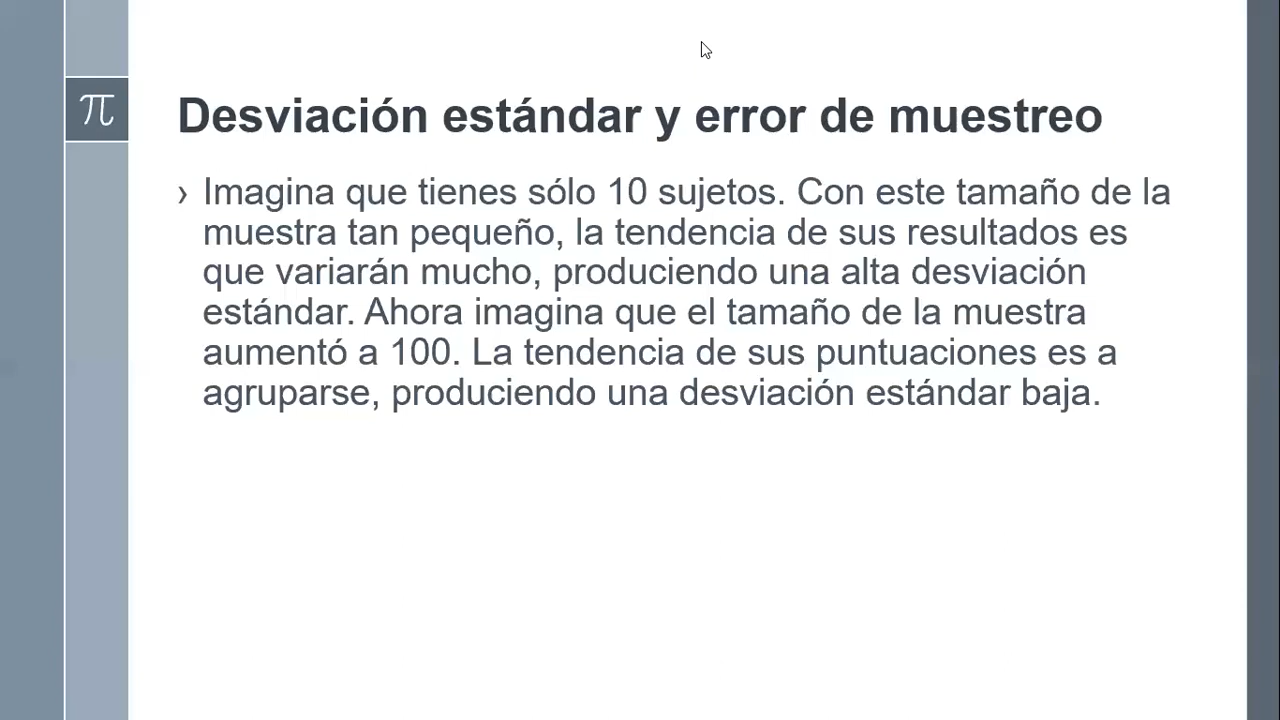 π
Desviación estándar y error de muestreo
› Imagina que tienes sólo 10 sujetos. Con este tamaño de la
muestra tan pequeño, la tendencia de sus resultados es
que variarán mucho, produciendo una alta desviación
estándar. Ahora imagina que el tamaño de la muestra
aumentó a 100. La tendencia de sus puntuaciones es a
agruparse, produciendo una desviación estándar baja.